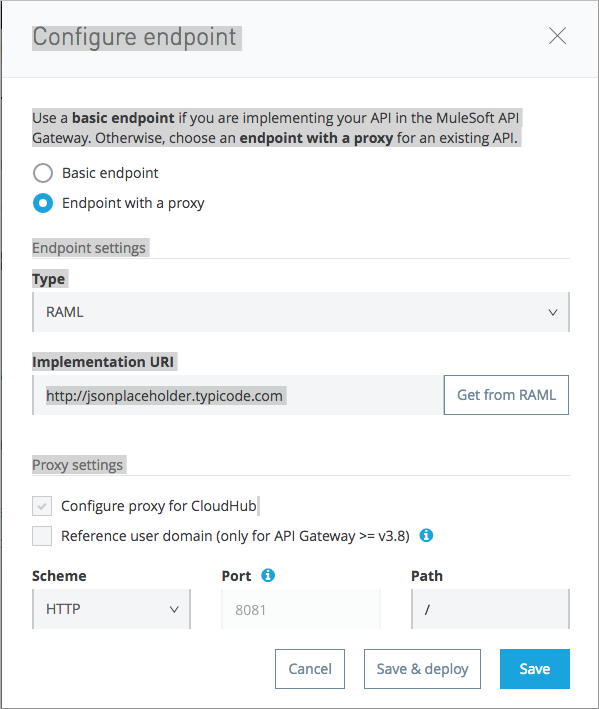 Configure endpoint
Use a basic endpoint if you are implementing your API in the MuleSoft API
Gateway. Otherwise, choose an endpoint with a proxy for an existing API.
Basic endpoint
Endpoint with a proxy
Endpoint settings
Type
RAML
Implementation URI
http://jsonplaceholder.typicode.com
Get from RAML
Proxy settings
Configure proxy for CloudHub
Reference user domain (only for API Gateway >= v3.8)
Scheme Port Path
HTTP 8081 /
Cancel Save & deploy Save